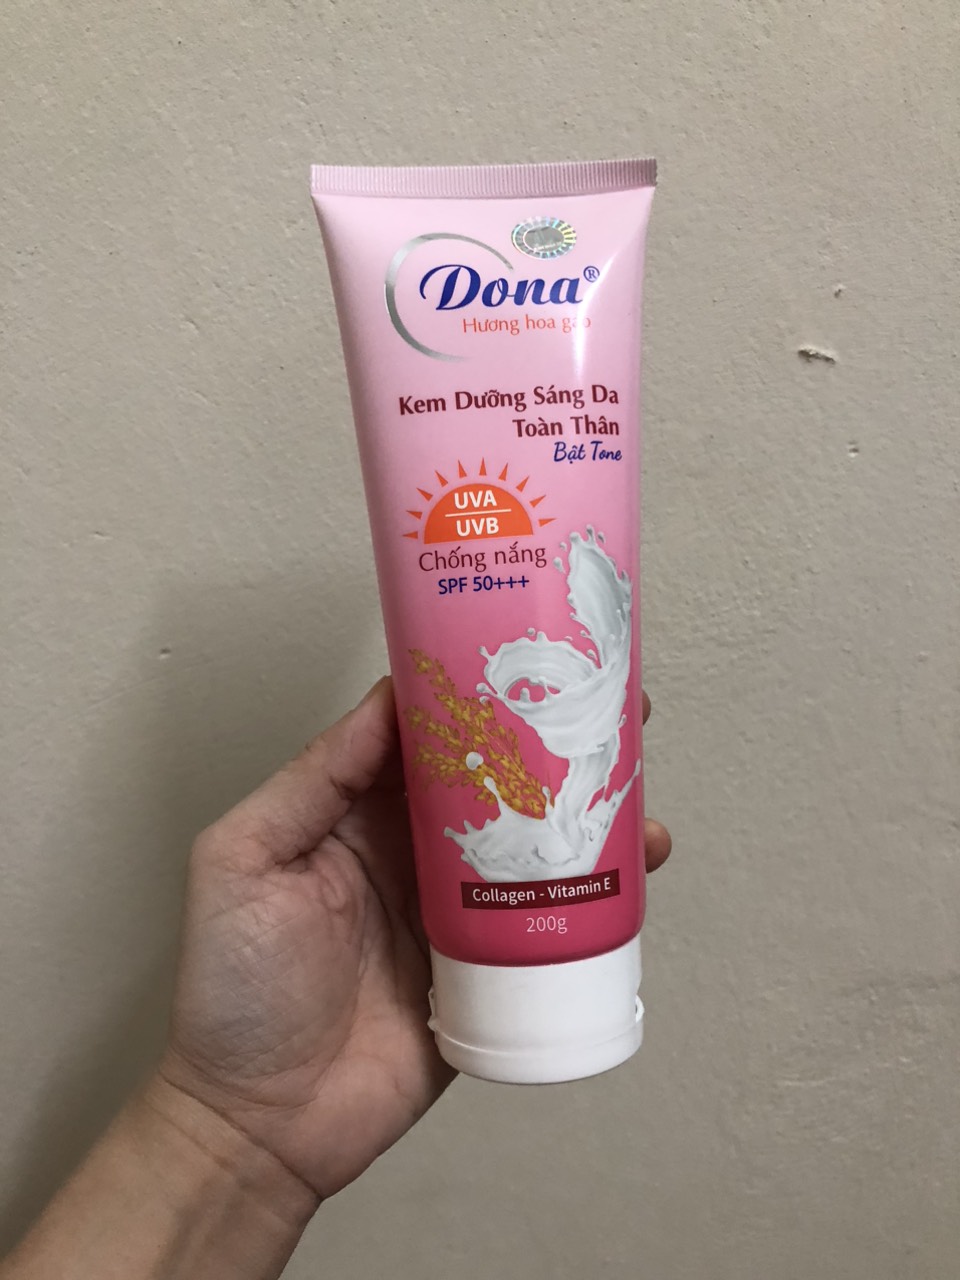 Dona®
Hương hoa gạo
Kem Dưỡng Sáng Da
Toàn Thân
Bật Tone
UVA
UVB
Chống nắng
SPF 50+++
Collagen - Vitamin E
200g